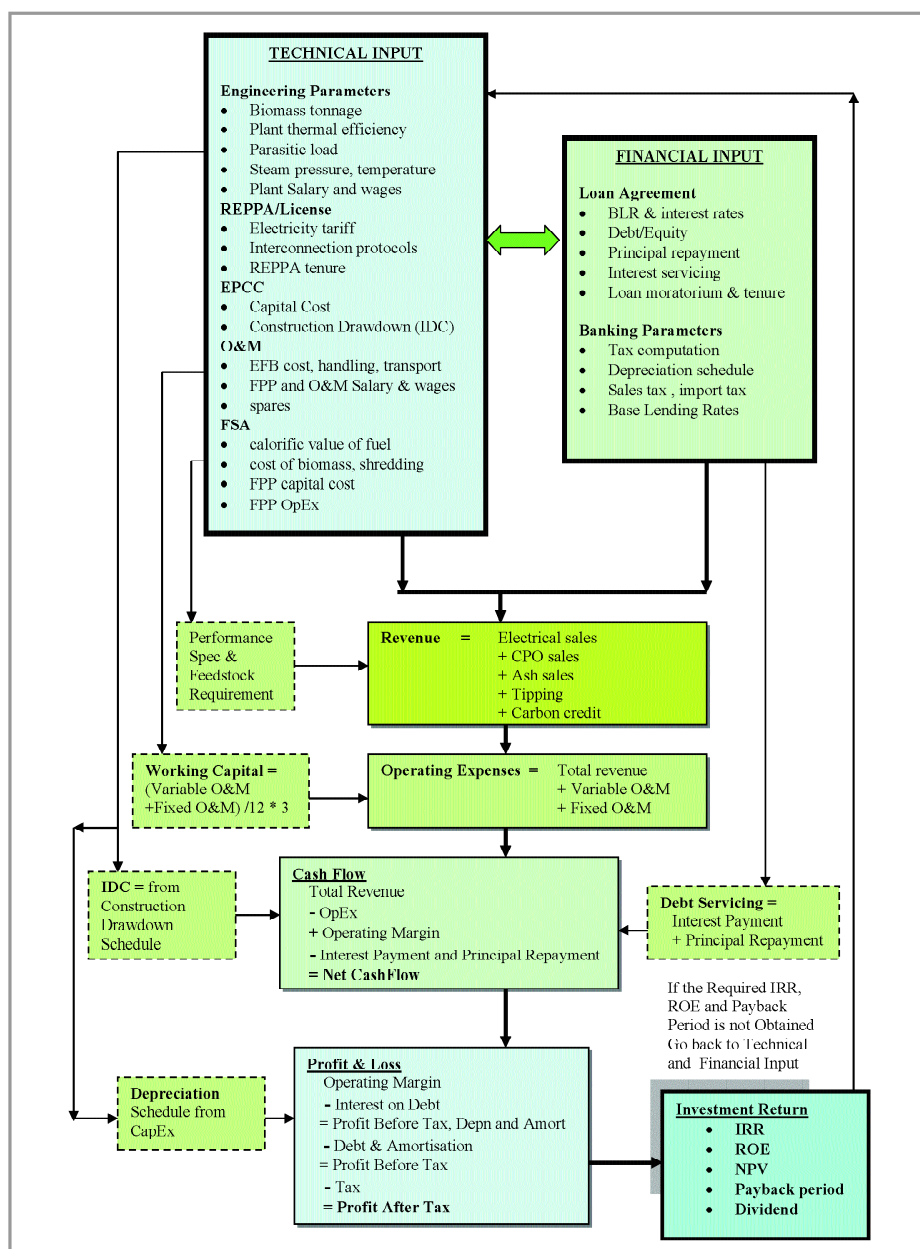 TECHNICAL INPUT
Engineering Parameters
• Biomass tonnage
• Plant thermal efficiency
• Parasitic load
• Steam pressure, temperature
• Plant Salary and wages
REPPA/License
• Electricity tariff
• Interconnection protocols
• REPPA tenure
EPCC
• Capital Cost
• Construction Drawdown (IDC)
O&M
• EFB cost, handling, transport
• FPP and O&M Salary & wages
• spares
FSA
• calorific value of fuel
• cost of biomass, shredding
• FPP capital cost
• FPP OpEx
FINANCIAL INPUT
Loan Agreement
• BLR & interest rates
• Debt/Equity
• Principal repayment
• Interest servicing
• Loan moratorium & tenure
Banking Parameters
• Tax computation
• Depreciation schedule
• Sales tax , import tax
• Base Lending Rates
Performance
Spec &
Feedstock
Requirement
Revenue = Electrical sales
+ CPO sales
+ Ash sales
+ Tipping
+ Carbon credit
Working Capital =
(Variable O&M
+Fixed O&M) /12 * 3
Operating Expenses = Total revenue
+ Variable O&M
+ Fixed O&M
IDC = from
Construction
Drawdown
Schedule
Cash Flow
Total Revenue
- OpEx
+ Operating Margin
- Interest Payment and Principal Repayment
= Net CashFlow
Debt Servicing =
Interest Payment
+ Principal Repayment
If the Required IRR,
ROE and Payback
Period is not Obtained
Go back to Technical
and Financial Input
Depreciation
Schedule from
CapEx
Profit & Loss
Operating Margin
- Interest on Debt
= Profit Before Tax, Depn and Amort
- Debt & Amortisation
= Profit Before Tax
- Tax
= Profit After Tax
Investment Return
• IRR
• ROE
• NPV
• Payback period
• Dividend